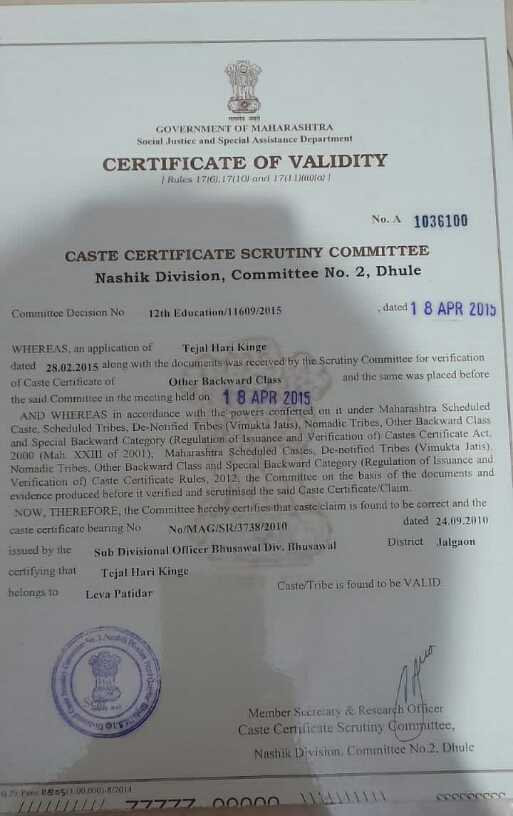 GOVERNMENT OF MAHARASHTRA
Social Justice and Special Assistance Department
CERTIFICATE OF VALIDITY
[ Rules 17(6),17(10) and 17(11)(iii)(a) ]
No. A 1036100
CASTE CERTIFICATE SCRUTINY COMMITTEE
Nashik Division, Committee No. 2, Dhule
Committee Decision No 12th Education/11609/2015 , dated 18 APR 2015
WHEREAS, an application of Tejal Hari Kinge
dated 28.02.2015 along with the documents was received by the Scrutiny Committee for verification
of Caste Certificate of Other Backward Class and the same was placed before
the said Committee in the meeting held on 18 APR 2015
AND WHEREAS in accordance with the powers conferred on it under Maharashtra Scheduled
Caste, Scheduled Tribes, De-Notified Tribes (Vimukta Jatis), Nomadic Tribes, Other Backward Class
and Special Backward Category (Regulation of Issuance and Verification of) Castes Certificate Act,
2000 (Mah. XXIII of 2001); Maharashtra Scheduled Castes, De-notified Tribes (Vimukta Jatis),
Nomadic Tribes, Other Backward Class and Special Backward Category (Regulation of Issuance and
Verification of) Caste Certificate Rules, 2012, the Committee on the basis of the documents and
evidence produced before it verified and scrutinised the said Caste Certificate/Claim.
NOW, THEREFORE, the Committee hereby certifies that caste claim is found to be correct and the
caste certificate bearing No No/MAG/SR/3738/2010 dated 24.09.2010
issued by the Sub Divisional Officer Bhusawal Div. Bhusawal District Jalgaon
certifying that Tejal Hari Kinge
belongs to Leva Patidar Caste/Tribe is found to be VALID.
Member Secretary & Research Officer
Caste Certificate Scrutiny Committee,
Nashik Division, Committee No.2, Dhule